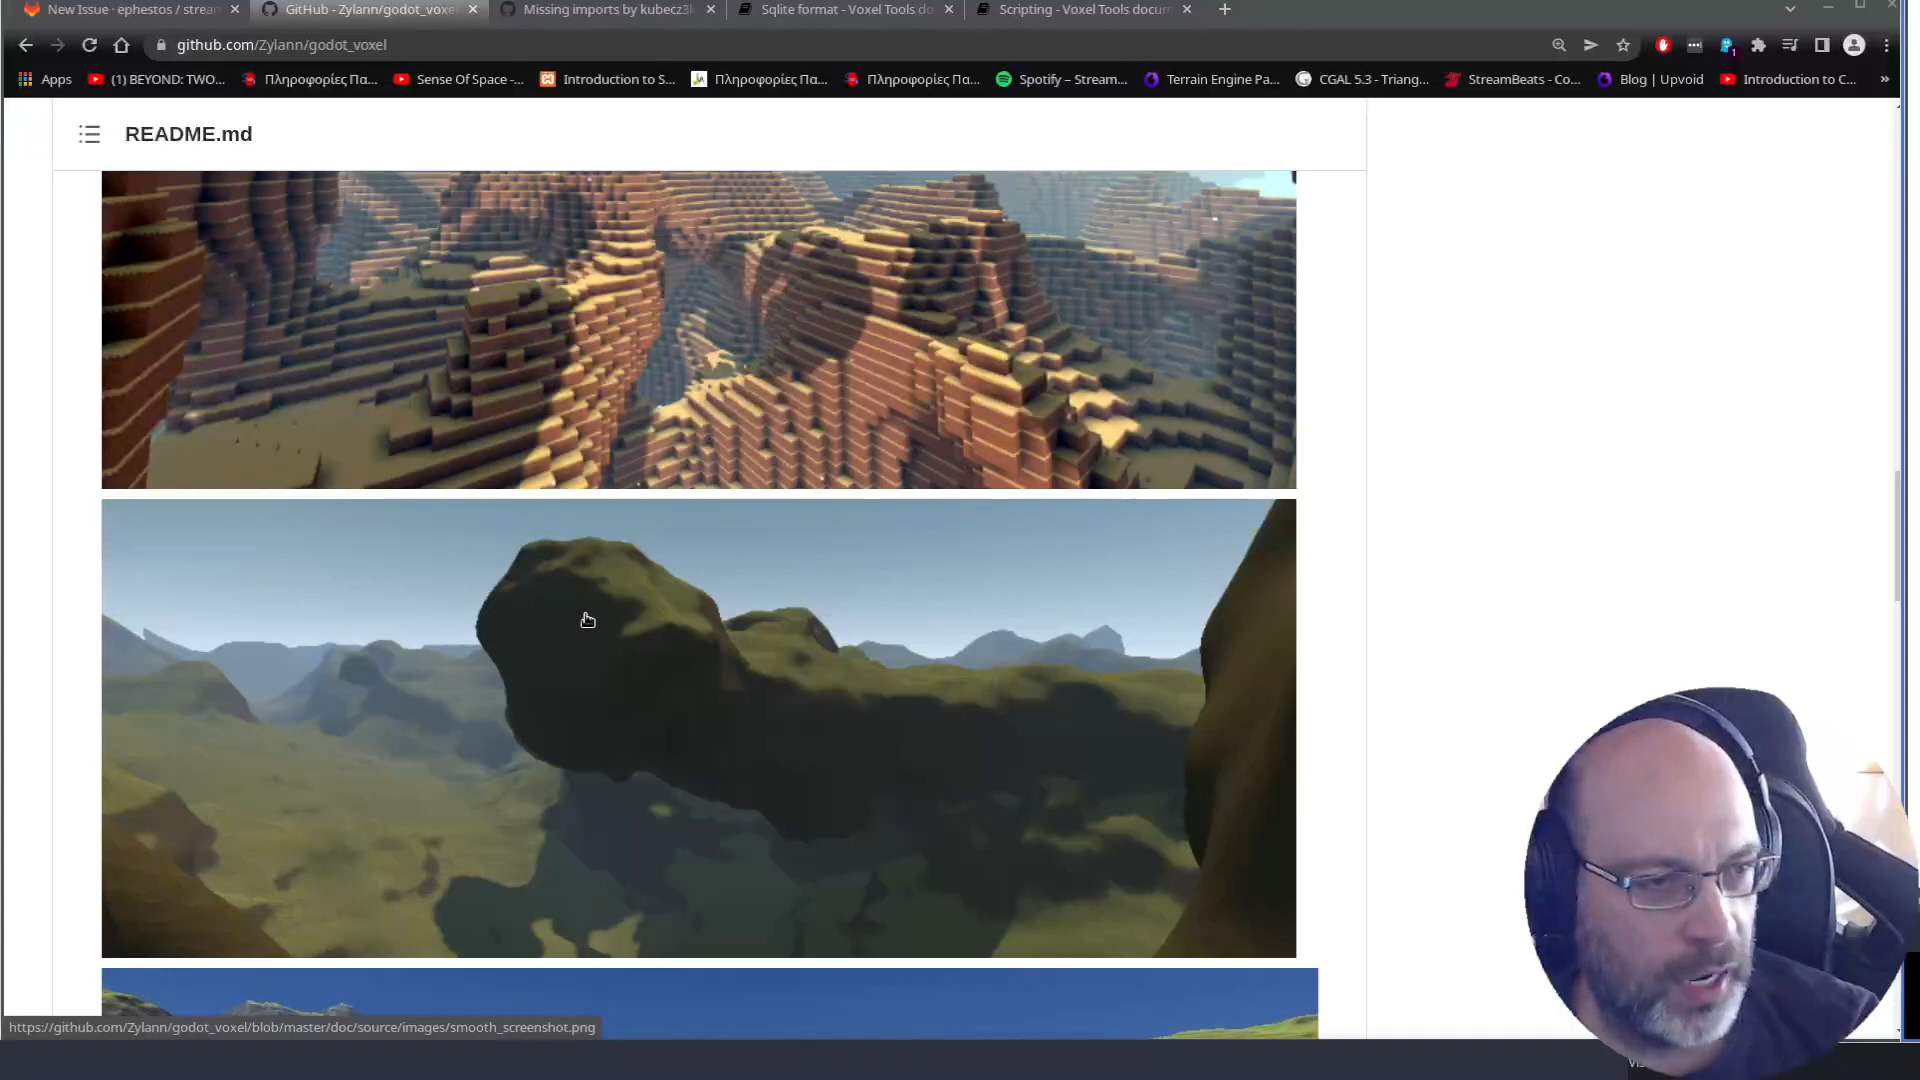 New Issue · ephestos / stream
GitHub - Zylann/godot_voxel
Missing imports by kubecz3k
Sqlite format - Voxel Tools do
Scripting - Voxel Tools docum
github.com/Zylann/godot_voxel
Apps
(1) BEYOND: TWO...
Πληροφορίες Πα...
Sense Of Space -...
Introduction to S...
Πληροφορίες Πα...
Πληροφορίες Πα...
Spotify – Stream...
Terrain Engine Pa...
CGAL 5.3 - Triang...
StreamBeats - Co...
Blog | Upvoid
Introduction to C...
README.md
https://github.com/Zylann/godot_voxel/blob/master/doc/source/images/smooth_screenshot.png